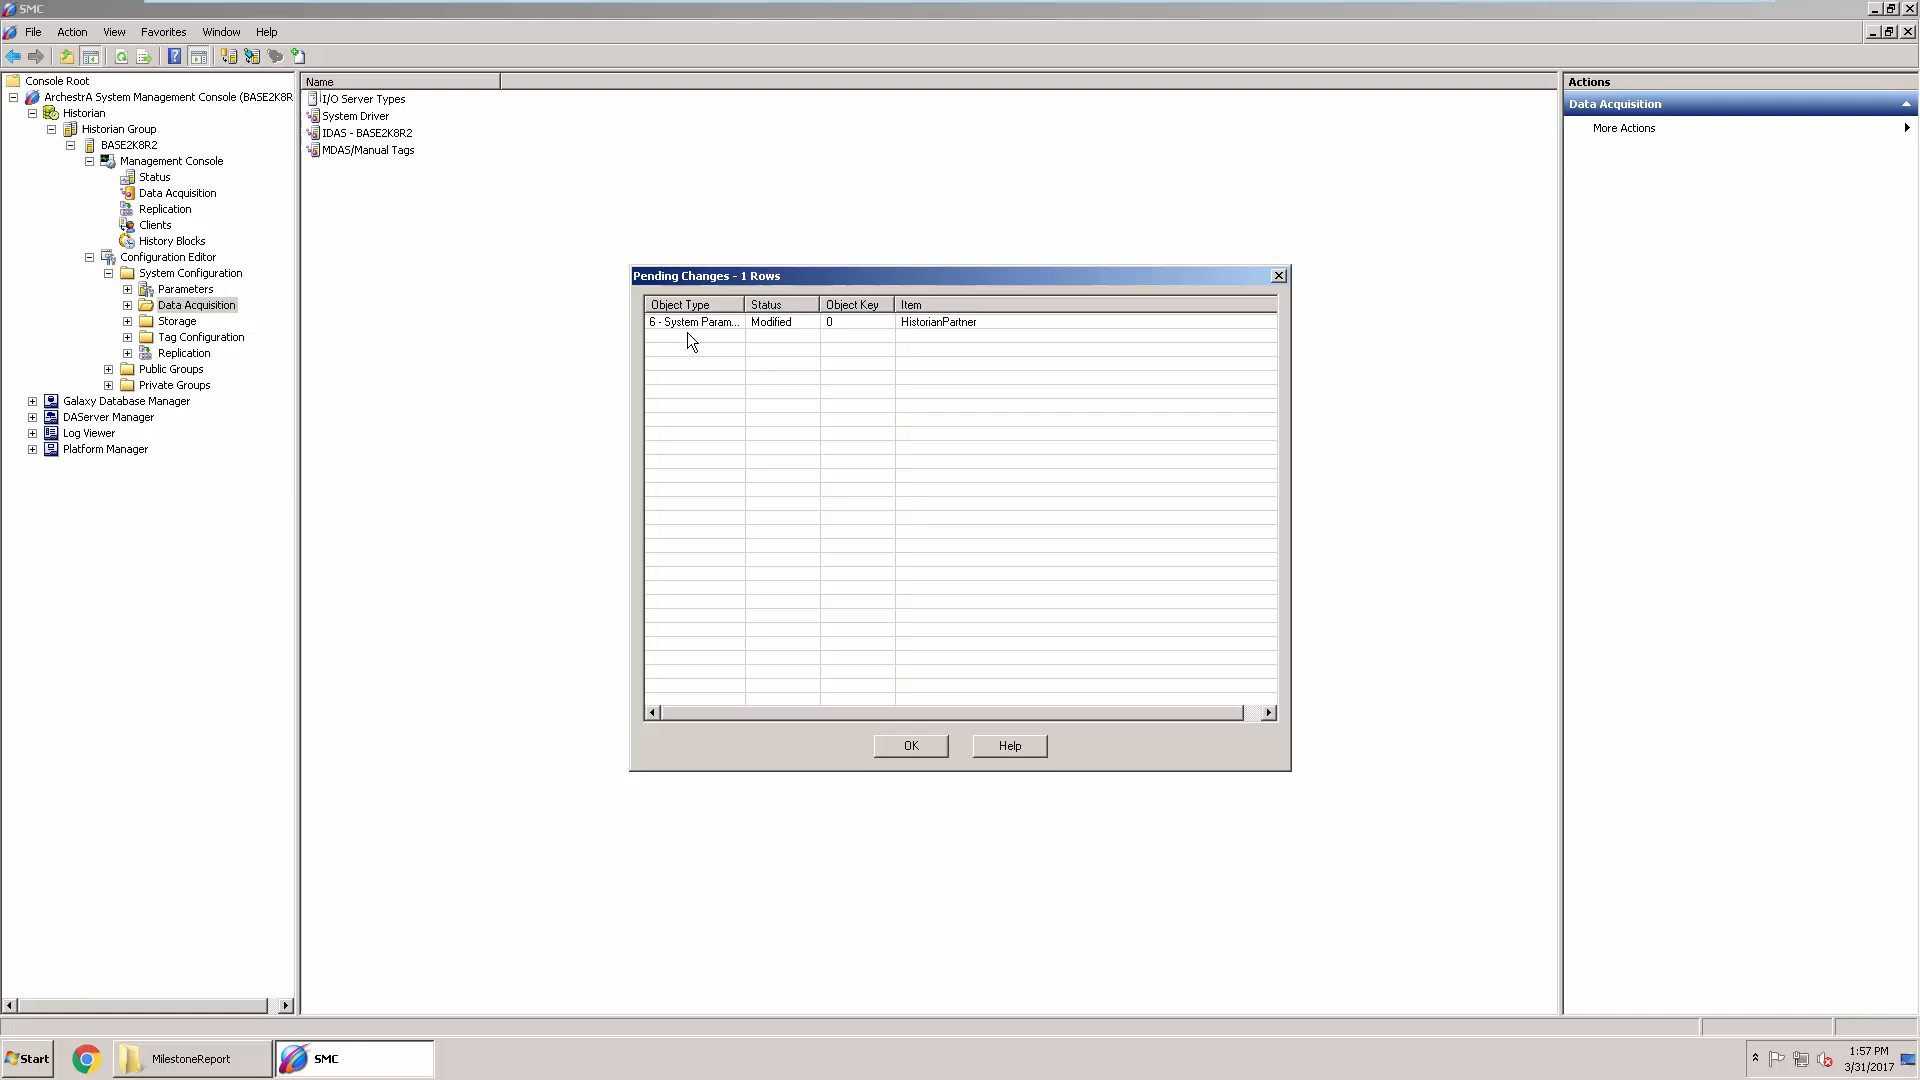 SMC
File Action View Favorites Window Help
Console Root
ArchestrA System Management Console (BASE2K8R
Historian
Historian Group
BASE2K8R2
Management Console
Status
Data Acquisition
Replication
Clients
History Blocks
Configuration Editor
System Configuration
Parameters
Data Acquisition
Storage
Tag Configuration
Replication
Public Groups
Private Groups
Galaxy Database Manager
DAServer Manager
Log Viewer
Platform Manager
Name
I/O Server Types
System Driver
IDAS - BASE2K8R2
MDAS/Manual Tags
Pending Changes - 1 Rows
Object Type Status Object Key Item
6 - System Param... Modified 0 HistorianPartner
OK Help
Actions
Data Acquisition
More Actions
Start MilestoneReport SMC
1:57 PM
3/31/2017